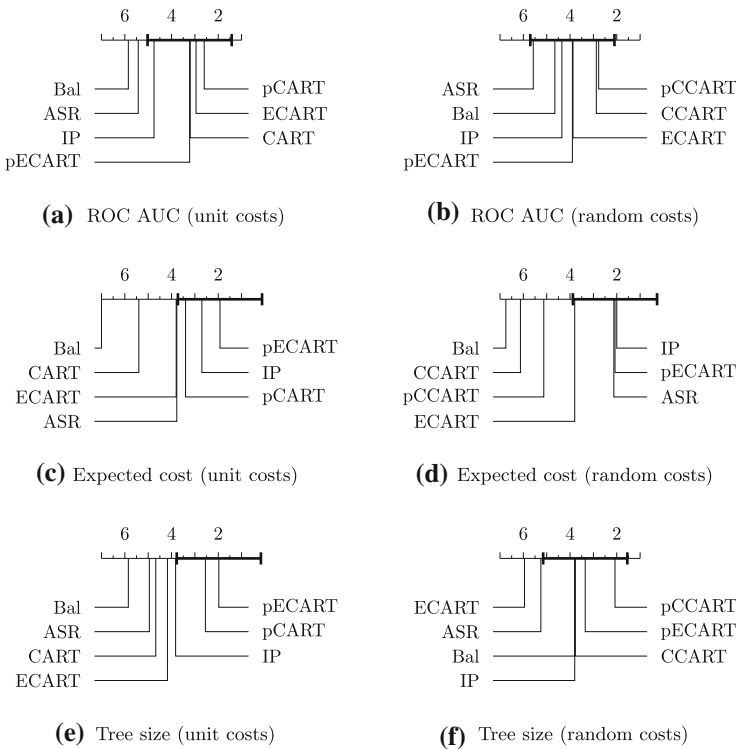 6 4 2
Bal
ASR
IP
pECART
pCART
ECART
CART
(a) ROC AUC (unit costs)
6 4 2
ASR
Bal
IP
pECART
pCCART
CCART
ECART
(b) ROC AUC (random costs)
6 4 2
Bal
CART
ECART
ASR
pECART
IP
pCART
(c) Expected cost (unit costs)
6 4 2
Bal
CCART
pCCART
ECART
IP
pECART
ASR
(d) Expected cost (random costs)
6 4 2
Bal
ASR
CART
ECART
pECART
pCART
IP
(e) Tree size (unit costs)
6 4 2
ECART
ASR
Bal
IP
pCCART
pECART
CCART
(f) Tree size (random costs)